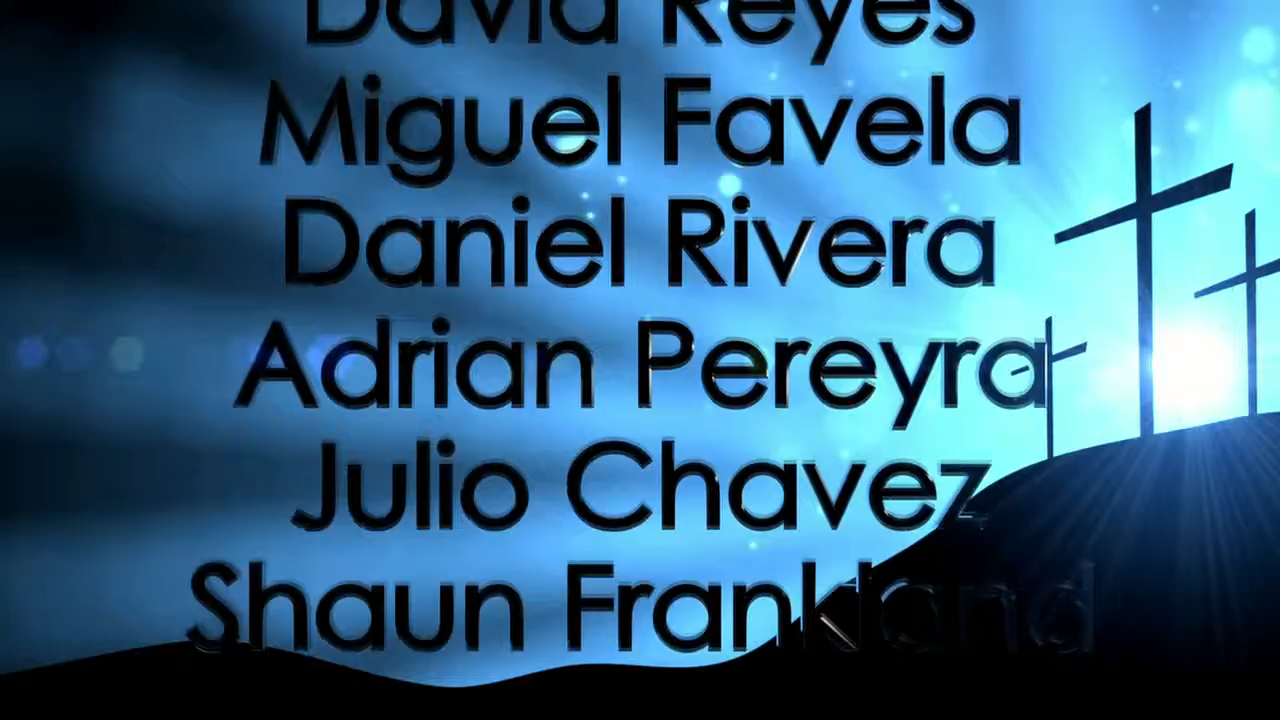 David Reyes
Miguel Favela
Daniel Rivera
Adrian Pereyra
Julio Chavez
Shaun Frankland